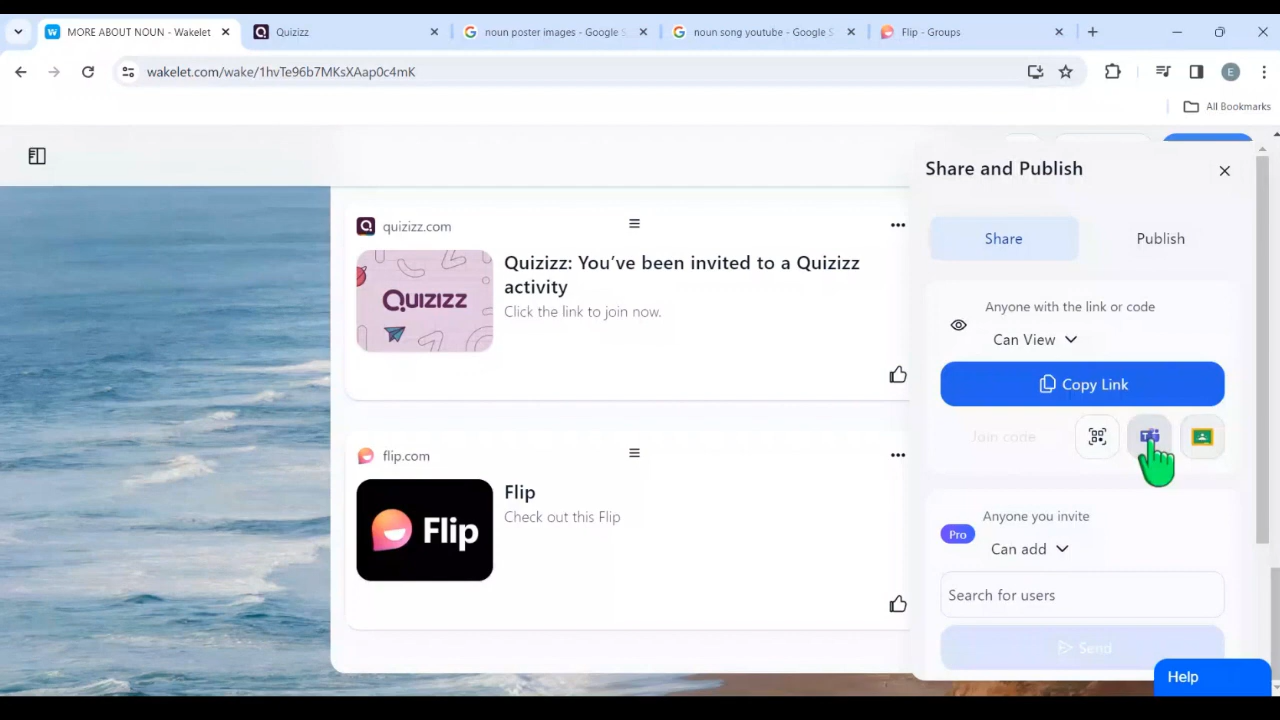 MORE ABOUT NOUN - Wakelet
Quizizz
noun poster images - Google S
noun song youtube - Google S
Flip - Groups
wakelet.com/wake/1hvTe96b7MKsXAap0c4mK
E
All Bookmarks
Share and Publish
Share
Publish
quizizz.com
Quizizz: You've been invited to a Quizizz
activity
Click the link to join now.
QUIZIZZ
Anyone with the link or code
Can View
Copy Link
Join code
flip.com
Flip
Check out this Flip
Flip
Anyone you invite
Pro
Can add
Search for users
Send
Help